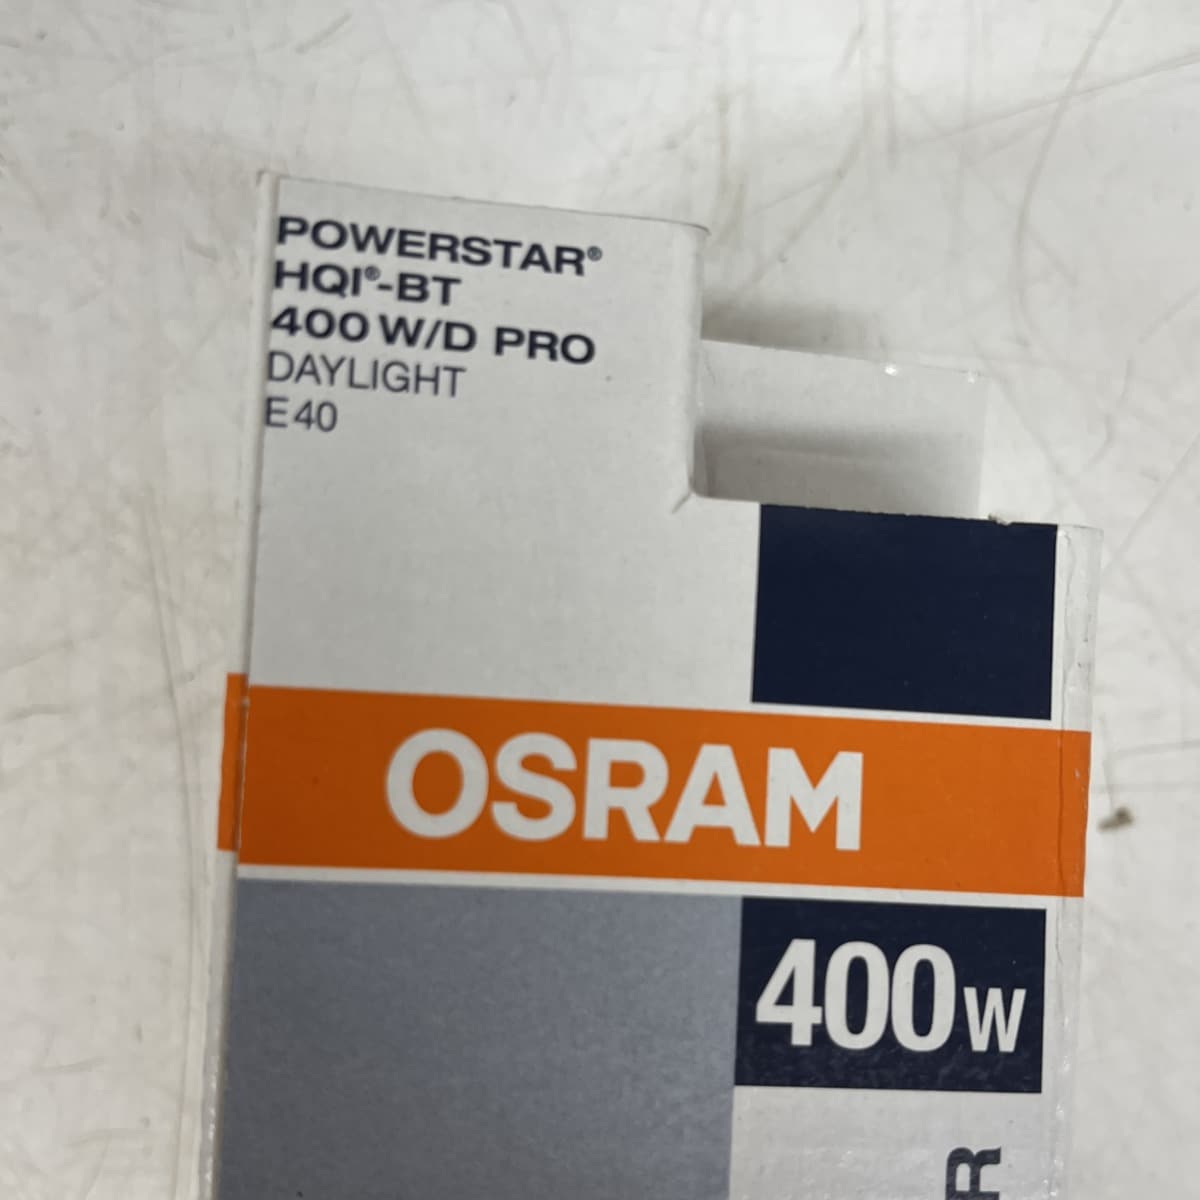 POWERSTAR®
HQI®-BT
400 W/D PRO
DAYLIGHT
E40
OSRAM
400W
R